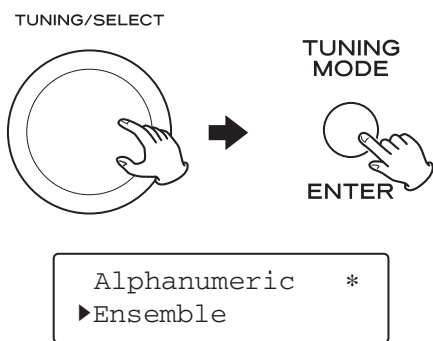 TUNING/SELECT
TUNING
MODE
ENTER
Alphanumeric *
▶Ensemble